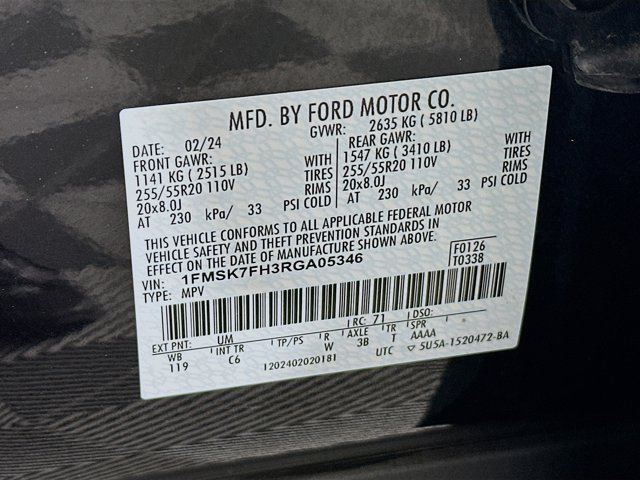 MFD. BY FORD MOTOR CO.
DATE: 02/24 GVWR: 2635 KG ( 5810 LB)
FRONT GAWR: WITH REAR GAWR: WITH
1141 KG ( 2515 LB) TIRES 1547 KG ( 3410 LB) TIRES
255/55R20 110V RIMS 255/55R20 110V RIMS
20x8.0J PSI COLD 20x8.0J PSI COLD
AT 230 kPa/ 33 AT 230 kPa/ 33
THIS VEHICLE CONFORMS TO ALL APPLICABLE FEDERAL MOTOR
VEHICLE SAFETY AND THEFT PREVENTION STANDARDS IN
EFFECT ON THE DATE OF MANUFACTURE SHOWN ABOVE.
VIN: 1FMSK7FH3RGA05346 F0126
TYPE: MPV T0338
EXT PNT: UM RC: 71 DSO:
WB INT TR TP/PS R AXLE TR SPR
119 C6 W 3B T AAAA
1202402020181 UTC 5U5A-1520472-BA